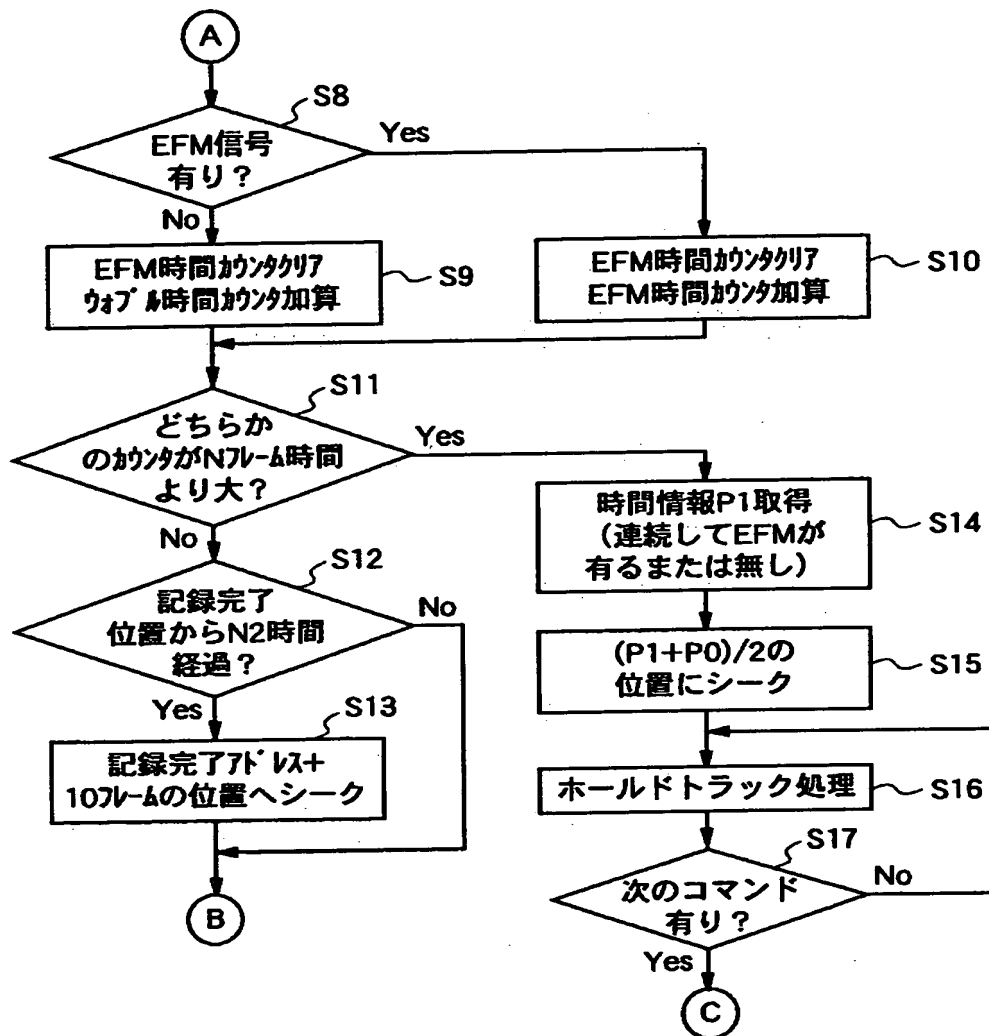 A
S8
EFM信号
有り？
Yes
No
EFM時間ｶｳﾝﾀｸﾘｱ
ｳｫﾌﾞﾙ時間ｶｳﾝﾀ加算
S9
EFM時間ｶｳﾝﾀｸﾘｱ
EFM時間ｶｳﾝﾀ加算
S10
S11
どちらか
のｶｳﾝﾀがNﾌﾚｰﾑ時間
より大？
Yes
No
時間情報P1取得
（連続してEFMが
有るまたは無し）
S14
S12
記録完了
位置からN2時間
経過？
No
Yes
(P1+P0)/2の
位置にシーク
S15
S13
記録完了ｱﾄﾞﾚｽ+
10ﾌﾚｰﾑの位置へシーク
ホールドトラック処理
S16
S17
次のコマンド
有り？
No
Yes
B
C